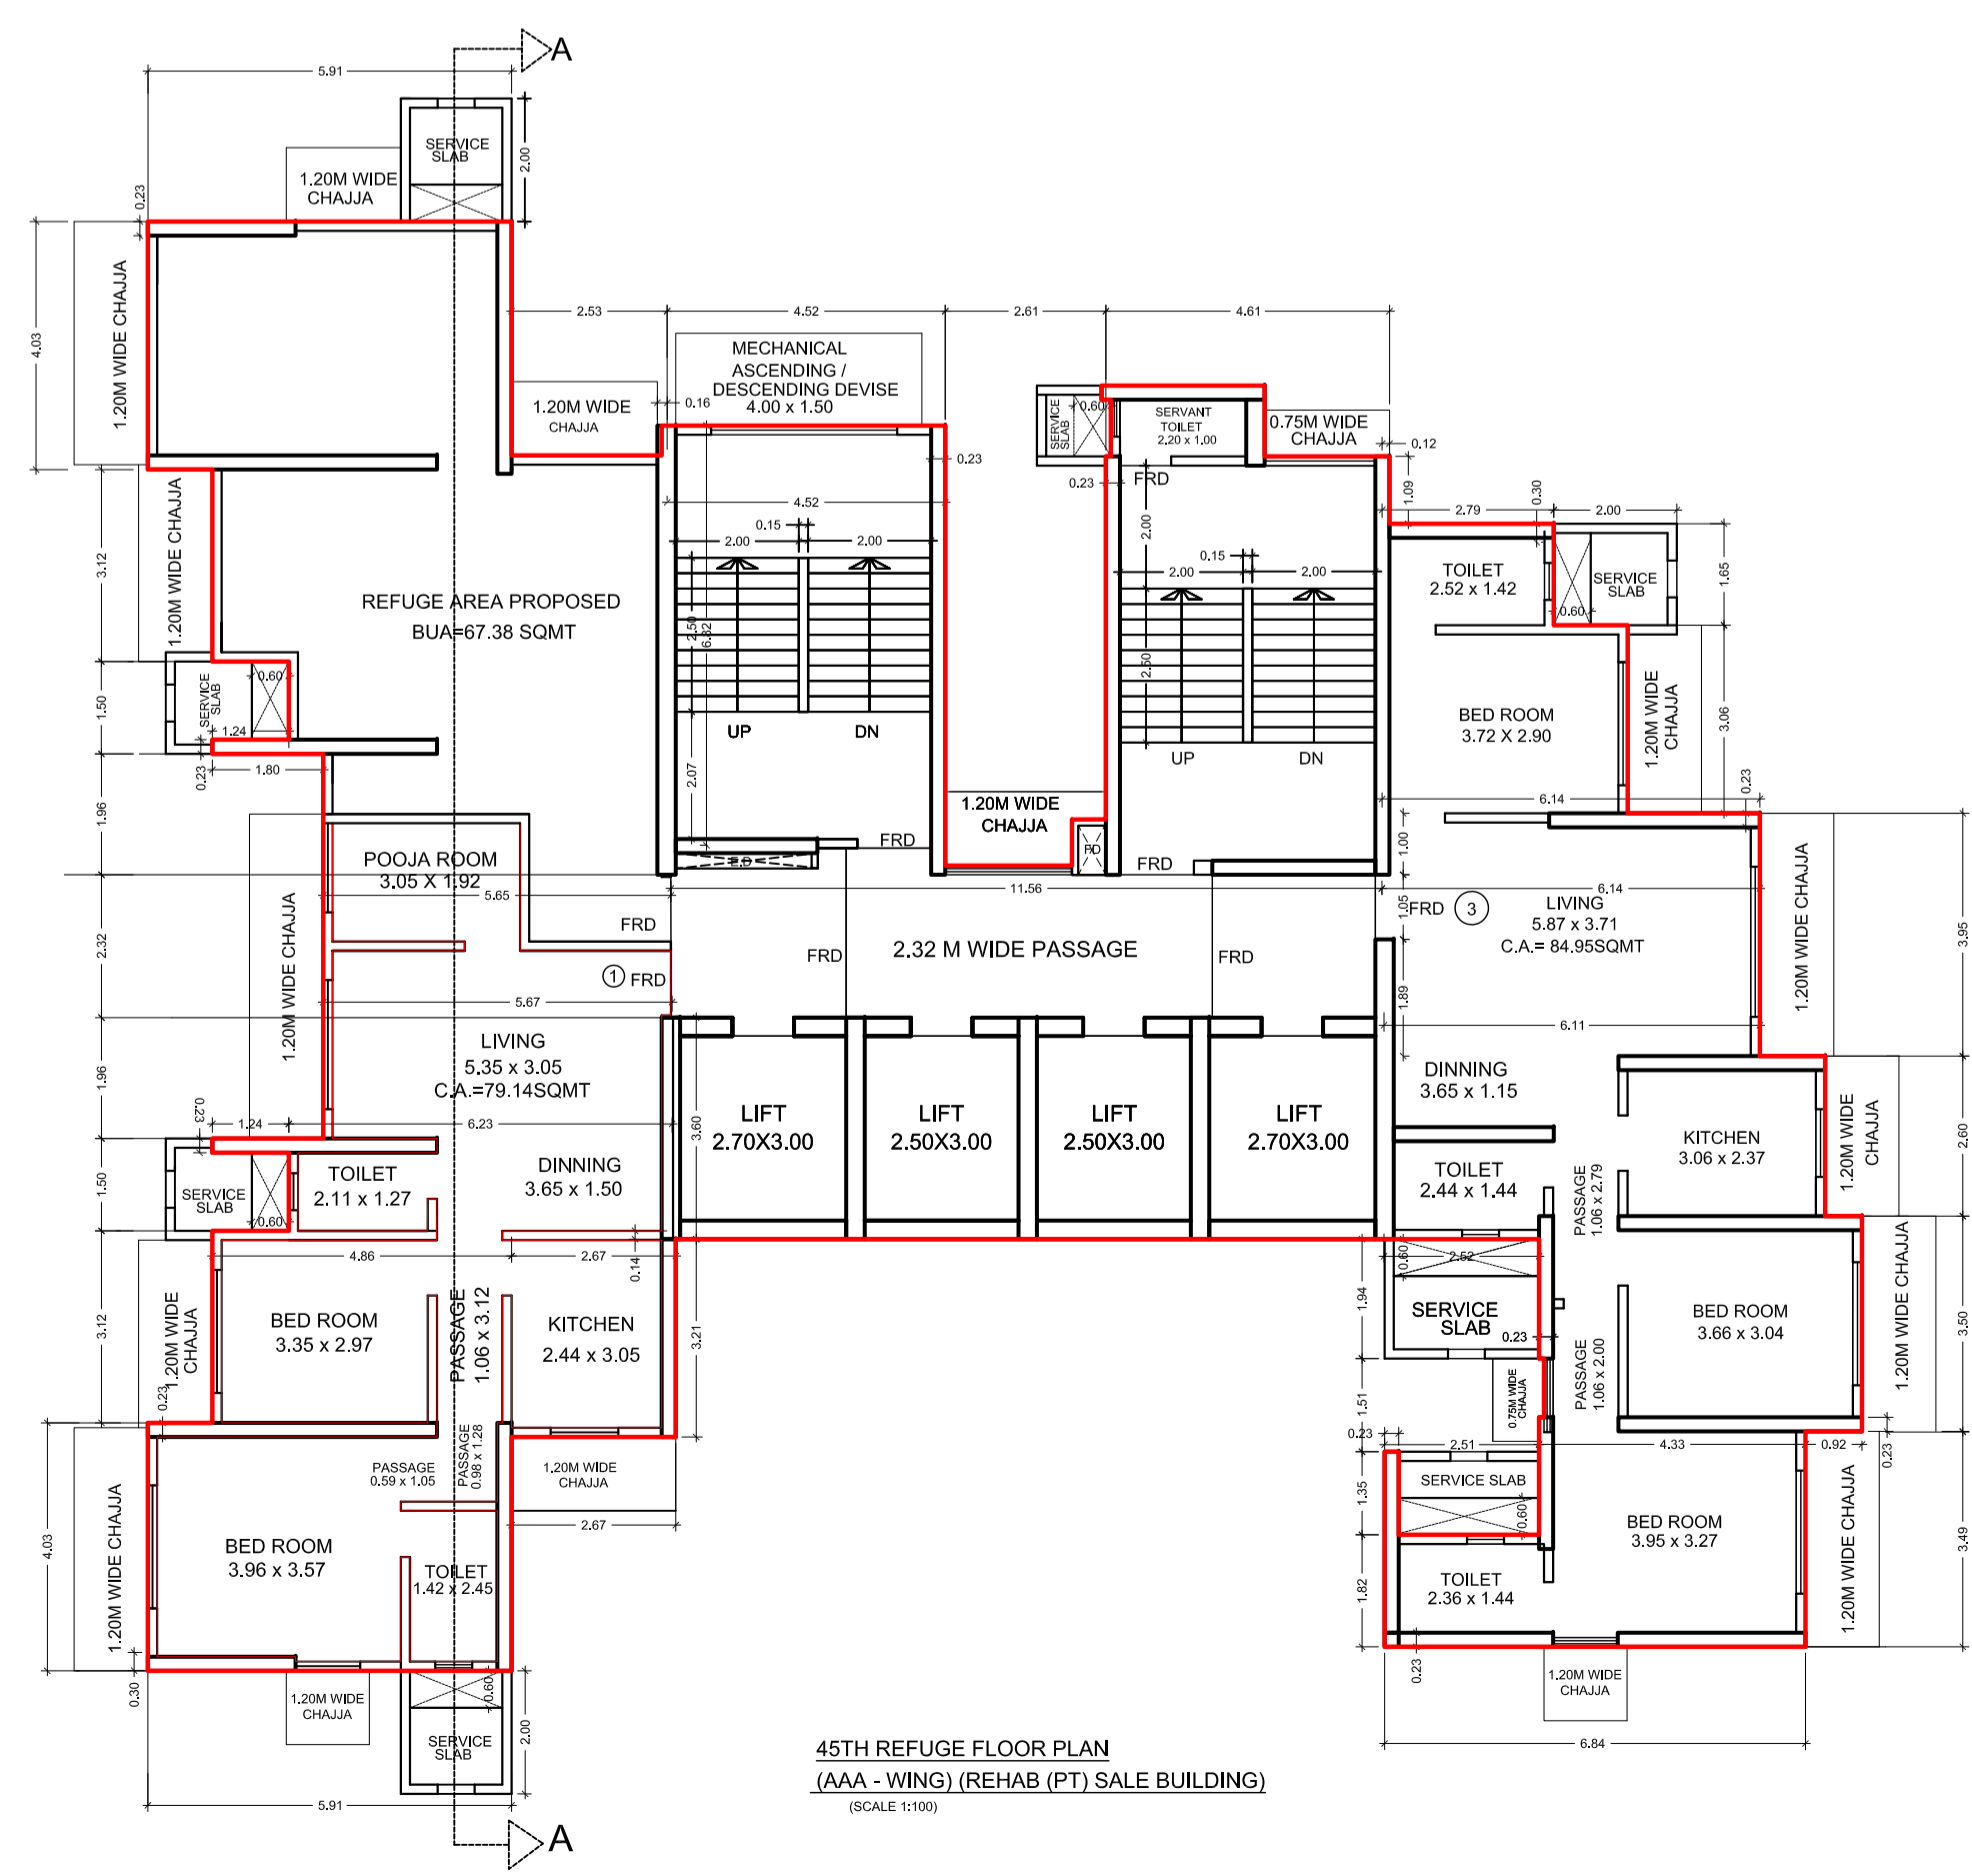 A
5.91
SERVICE
SLAB
2.00
1.20M WIDE
CHAJJA
0.23
4.03
1.20M WIDE CHAJJA
2.53
4.52
2.61
4.61
MECHANICAL
ASCENDING /
DESCENDING DEVISE
4.00 x 1.50
1.20M WIDE
CHAJJA
0.16
SERVICE
SLAB
0.60
SERVANT
TOILET
2.20 x 1.00
0.75M WIDE
CHAJJA
0.12
0.23
1.09
0.30
0.23
FRD
4.52
2.79
2.00
0.15
2.00
2.00
2.00
0.15
2.00
2.00
3.12
1.20M WIDE CHAJJA
REFUGE AREA PROPOSED
BUA=67.38 SQMT
2.50
6.82
2.50
TOILET
2.52 x 1.42
SERVICE
SLAB
0.60
1.65
SERVICE
SLAB
0.60
1.24
1.50
0.23
1.80
UP
DN
UP
DN
2.07
BED ROOM
3.72 X 2.90
1.20M WIDE
CHAJJA
3.06
0.23
6.14
1.96
1.20M WIDE
CHAJJA
FRD
E.D
FD
FRD
1.00
POOJA ROOM
3.05 X 1.92
5.65
11.56
6.14
FRD
1.05
FRD
3
LIVING
5.87 x 3.71
C.A.= 84.95SQMT
1.20M WIDE CHAJJA
3.95
2.32
1.20M WIDE CHAJJA
1
FRD
FRD
2.32 M WIDE PASSAGE
FRD
5.67
1.89
6.11
LIVING
5.35 x 3.05
C.A.=79.14SQMT
1.96
0.23
1.24
6.23
3.60
LIFT
2.70X3.00
LIFT
2.50X3.00
LIFT
2.50X3.00
LIFT
2.70X3.00
DINNING
3.65 x 1.15
KITCHEN
3.06 x 2.37
1.20M WIDE
CHAJJA
2.60
1.50
SERVICE
SLAB
0.60
TOILET
2.11 x 1.27
DINNING
3.65 x 1.50
TOILET
2.44 x 1.44
PASSAGE
1.06 x 2.79
4.86
2.67
0.14
0.60
2.52
3.12
1.20M WIDE
CHAJJA
BED ROOM
3.35 x 2.97
PASSAGE
1.06 x 3.12
KITCHEN
2.44 x 3.05
3.21
1.94
SERVICE
SLAB
0.23
PASSAGE
1.06 x 2.00
BED ROOM
3.66 x 3.04
1.20M WIDE CHAJJA
3.50
0.75M WIDE
CHAJJA
1.51
0.23
0.23
2.51
4.33
0.92
0.23
PASSAGE
0.59 x 1.05
PASSAGE
0.98 x 1.28
1.20M WIDE
CHAJJA
2.67
SERVICE SLAB
0.60
1.35
4.03
1.20M WIDE CHAJJA
BED ROOM
3.96 x 3.57
TOILET
1.42 x 2.45
BED ROOM
3.95 x 3.27
1.20M WIDE CHAJJA
3.49
TOILET
2.36 x 1.44
1.82
0.23
0.30
1.20M WIDE
CHAJJA
0.60
SERVICE
SLAB
2.00
1.20M WIDE
CHAJJA
6.84
5.91
A
45TH REFUGE FLOOR PLAN
(AAA - WING) (REHAB (PT) SALE BUILDING)
(SCALE 1:100)